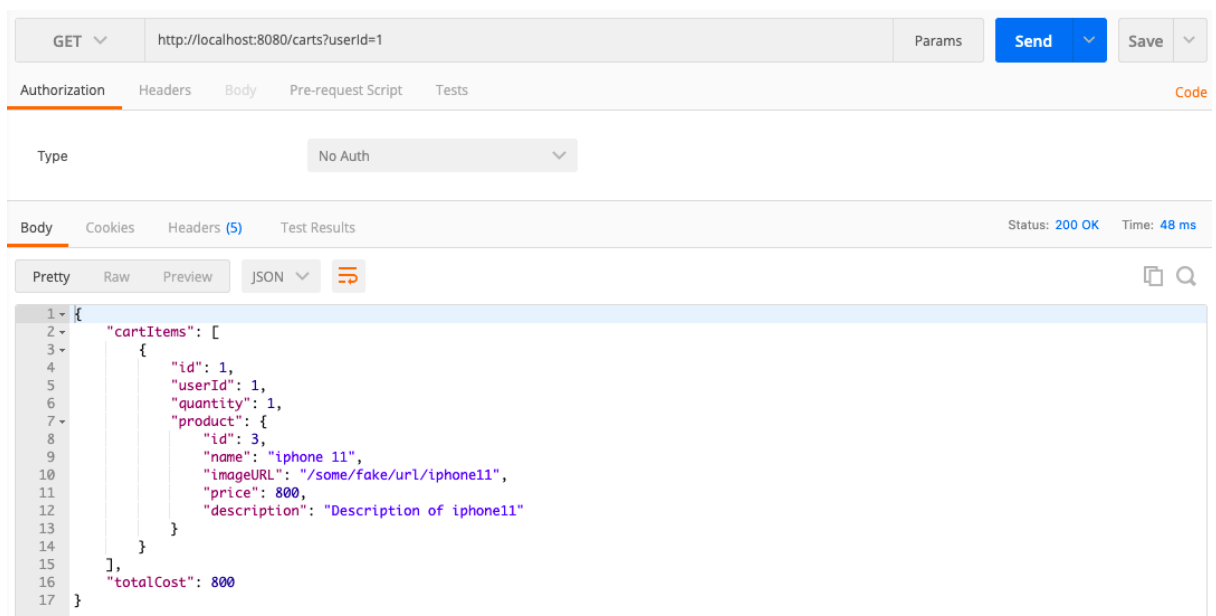 GET http://localhost:8080/carts?userId=1 Params Send Save
Authorization Headers Body Pre-request Script Tests Code
Type No Auth
Body Cookies Headers (5) Test Results Status: 200 OK Time: 48 ms
Pretty Raw Preview JSON
1 {
2 "cartItems": [
3 {
4 "id": 1,
5 "userId": 1,
6 "quantity": 1,
7 "product": {
8 "id": 3,
9 "name": "iphone 11",
10 "imageURL": "/some/fake/url/iphone11",
11 "price": 800,
12 "description": "Description of iphone11"
13 }
14 }
15 ],
16 "totalCost": 800
17 }